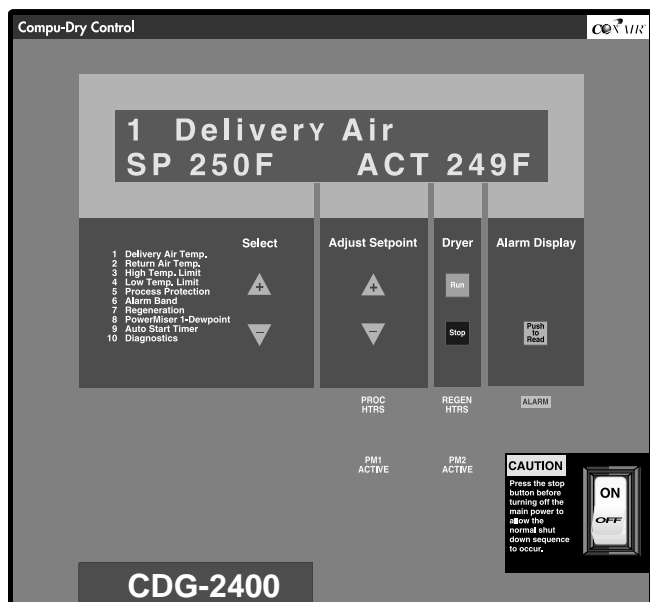 Compu-Dry Control
CONAIR
1 Delivery Air
SP 250F ACT 249F
Select
1 Delivery Air Temp.
2 Return Air Temp.
3 High Temp. Limit
4 Low Temp. Limit
5 Process Protection
6 Alarm Band
7 Regeneration
8 PowerMiser 1-Dewpoint
9 Auto Start Timer
10 Diagnostics
+
−
Adjust Setpoint
+
−
Dryer
Run
Stop
Alarm Display
Push
to
Read
PROC
HTRS
REGEN
HTRS
ALARM
PM1
ACTIVE
PM2
ACTIVE
CAUTION
Press the stop
button before
turning off the
main power to
allow the
normal shut
down sequence
to occur.
ON
OFF
CDG-2400